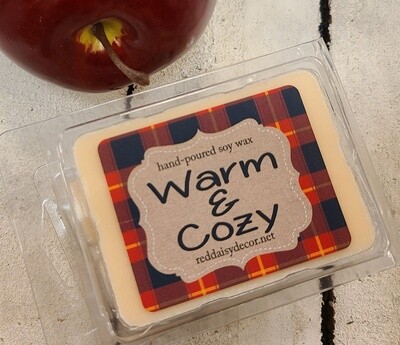 hand-poured soy wax
Warm
&
Cozy
reddaisydecor.net